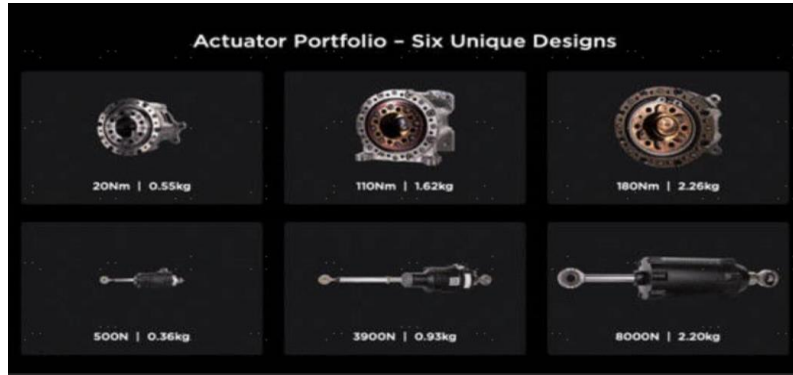 Actuator Portfolio – Six Unique Designs
20Nm | 0.55kg
110Nm | 1.62kg
180Nm | 2.26kg
500N | 0.36kg
3900N | 0.93kg
8000N | 2.20kg